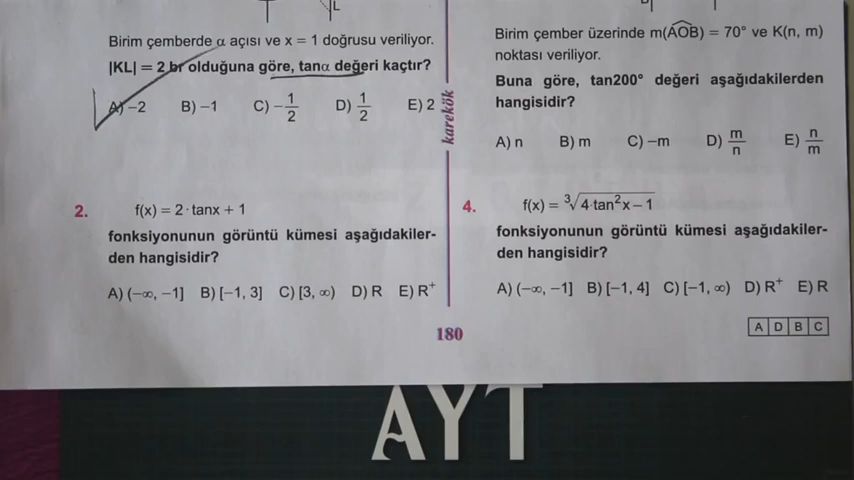 L
Birim çemberde α açısı ve x = 1 doğrusu veriliyor.
|KL| = 2 br olduğuna göre, tanα değeri kaçtır?
A) –2 B) –1 C) –1/2 D) 1/2 E) 2
2. f(x) = 2·tanx + 1
fonksiyonunun görüntü kümesi aşağıdakiler-
den hangisidir?
A) (–∞, –1] B) [–1, 3] C) [3, ∞) D) R E) R⁺
karekök
Birim çember üzerinde m(AOB) = 70° ve K(n, m)
noktası veriliyor.
Buna göre, tan200° değeri aşağıdakilerden
hangisidir?
A) n B) m C) –m D) m/n E) n/m
4. f(x) = ∛(4·tan²x – 1)
fonksiyonunun görüntü kümesi aşağıdakiler-
den hangisidir?
A) (–∞, –1] B) [–1, 4] C) [–1, ∞) D) R⁺ E) R
180
A D B C
AYT